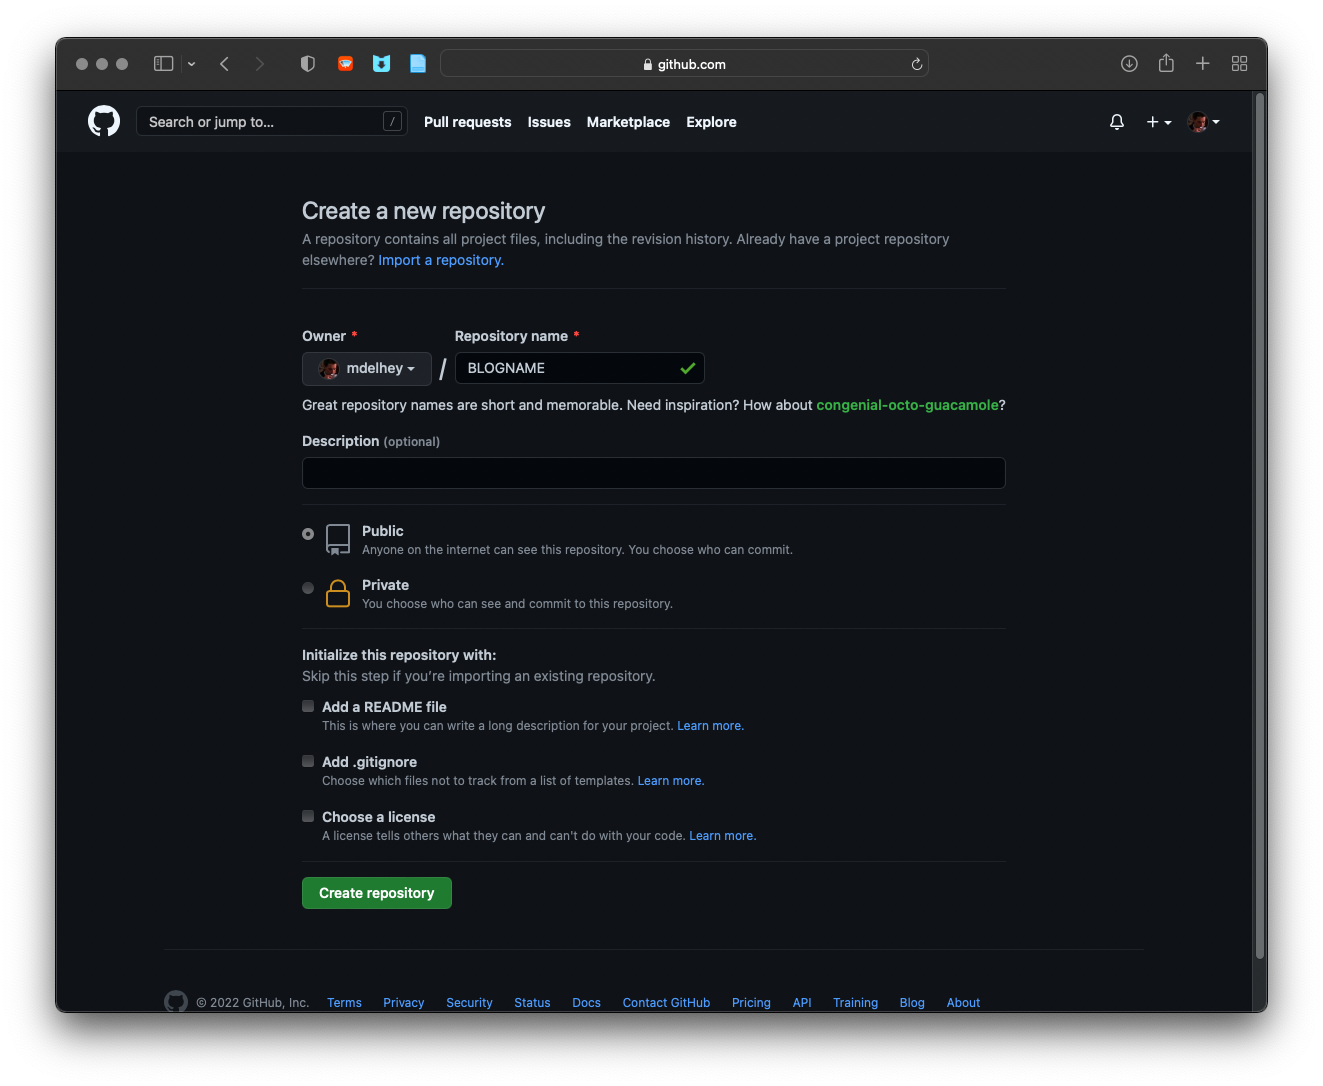 github.com
Search or jump to... /
Pull requests Issues Marketplace Explore
Create a new repository
A repository contains all project files, including the revision history. Already have a project repository
elsewhere? Import a repository.
Owner * Repository name *
mdelhey / BLOGNAME
Great repository names are short and memorable. Need inspiration? How about congenial-octo-guacamole?
Description (optional)
Public
Anyone on the internet can see this repository. You choose who can commit.
Private
You choose who can see and commit to this repository.
Initialize this repository with:
Skip this step if you’re importing an existing repository.
Add a README file
This is where you can write a long description for your project. Learn more.
Add .gitignore
Choose which files not to track from a list of templates. Learn more.
Choose a license
A license tells others what they can and can't do with your code. Learn more.
Create repository
© 2022 GitHub, Inc. Terms Privacy Security Status Docs Contact GitHub Pricing API Training Blog About